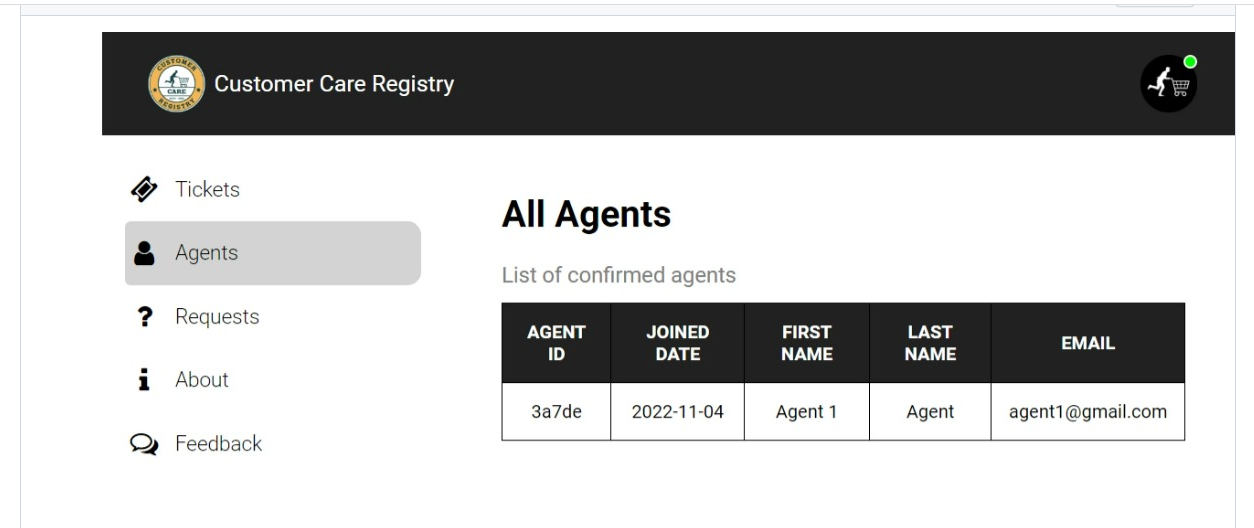 CUSTOMER
CARE
REGISTRY
Customer Care Registry
Tickets
Agents
Requests
About
Feedback
All Agents
List of confirmed agents
AGENT ID JOINED DATE FIRST NAME LAST NAME EMAIL
3a7de 2022-11-04 Agent 1 Agent agent1@gmail.com